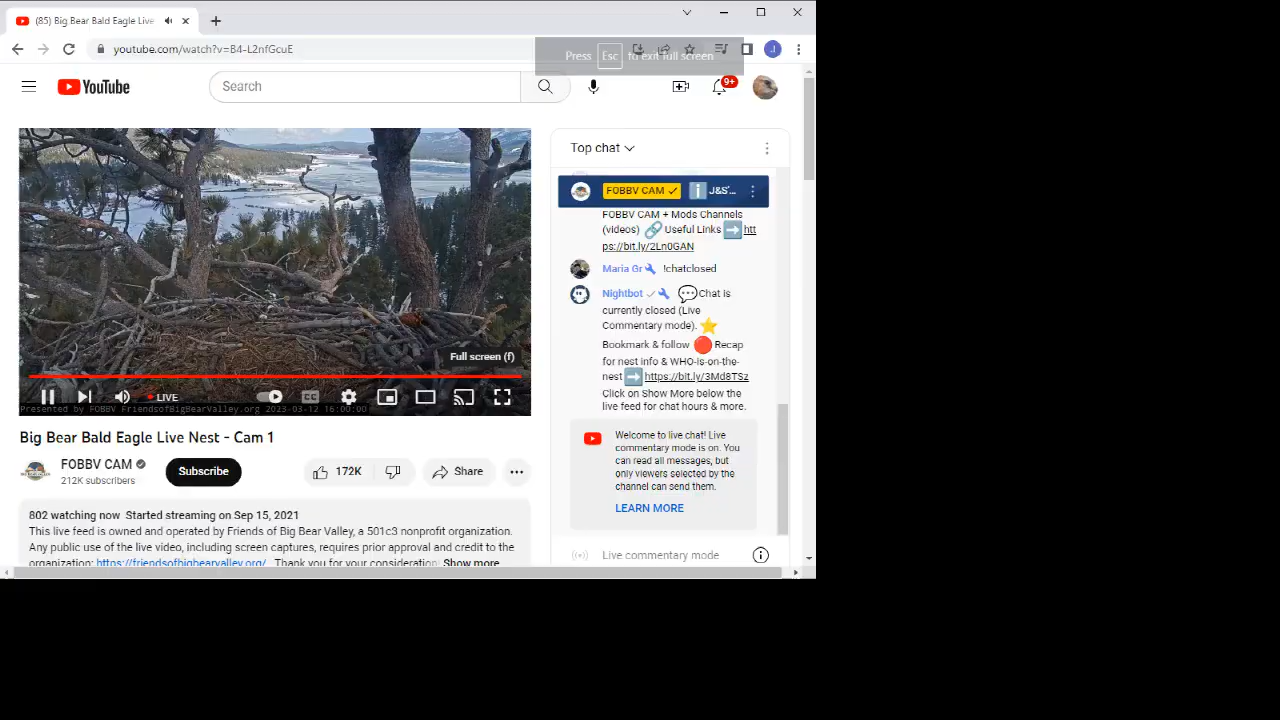 (85) Big Bear Bald Eagle Live
youtube.com/watch?v=B4-L2nfGcuE
Press Esc to exit full screen
YouTube
Search
9+
J
Top chat
FOBBV CAM J&S'...
FOBBV CAM + Mods Channels
(videos) Useful Links htt
ps://bit.ly/2Ln0GAN
Maria Gr !chatclosed
Nightbot Chat is
currently closed (Live
Commentary mode).
Bookmark & follow Recap
for nest info & WHO-is-on-the-
nest https://bit.ly/3Md8TSz
Click on Show More below the
live feed for chat hours & more.
Welcome to live chat! Live
commentary mode is on. You
can read all messages, but
only viewers selected by the
channel can send them.
LEARN MORE
Live commentary mode
Full screen (f)
LIVE
CC
Presented by FOBBV FriendsofBigBearValley.org 2023-03-12 16:00:00
Big Bear Bald Eagle Live Nest - Cam 1
FOBBV CAM
212K subscribers
Subscribe
172K
Share
802 watching now Started streaming on Sep 15, 2021
This live feed is owned and operated by Friends of Big Bear Valley, a 501c3 nonprofit organization.
Any public use of the live video, including screen captures, requires prior approval and credit to the
organization: https://friendsofbigbearvalley.org/ Thank you for your consideration! Show more